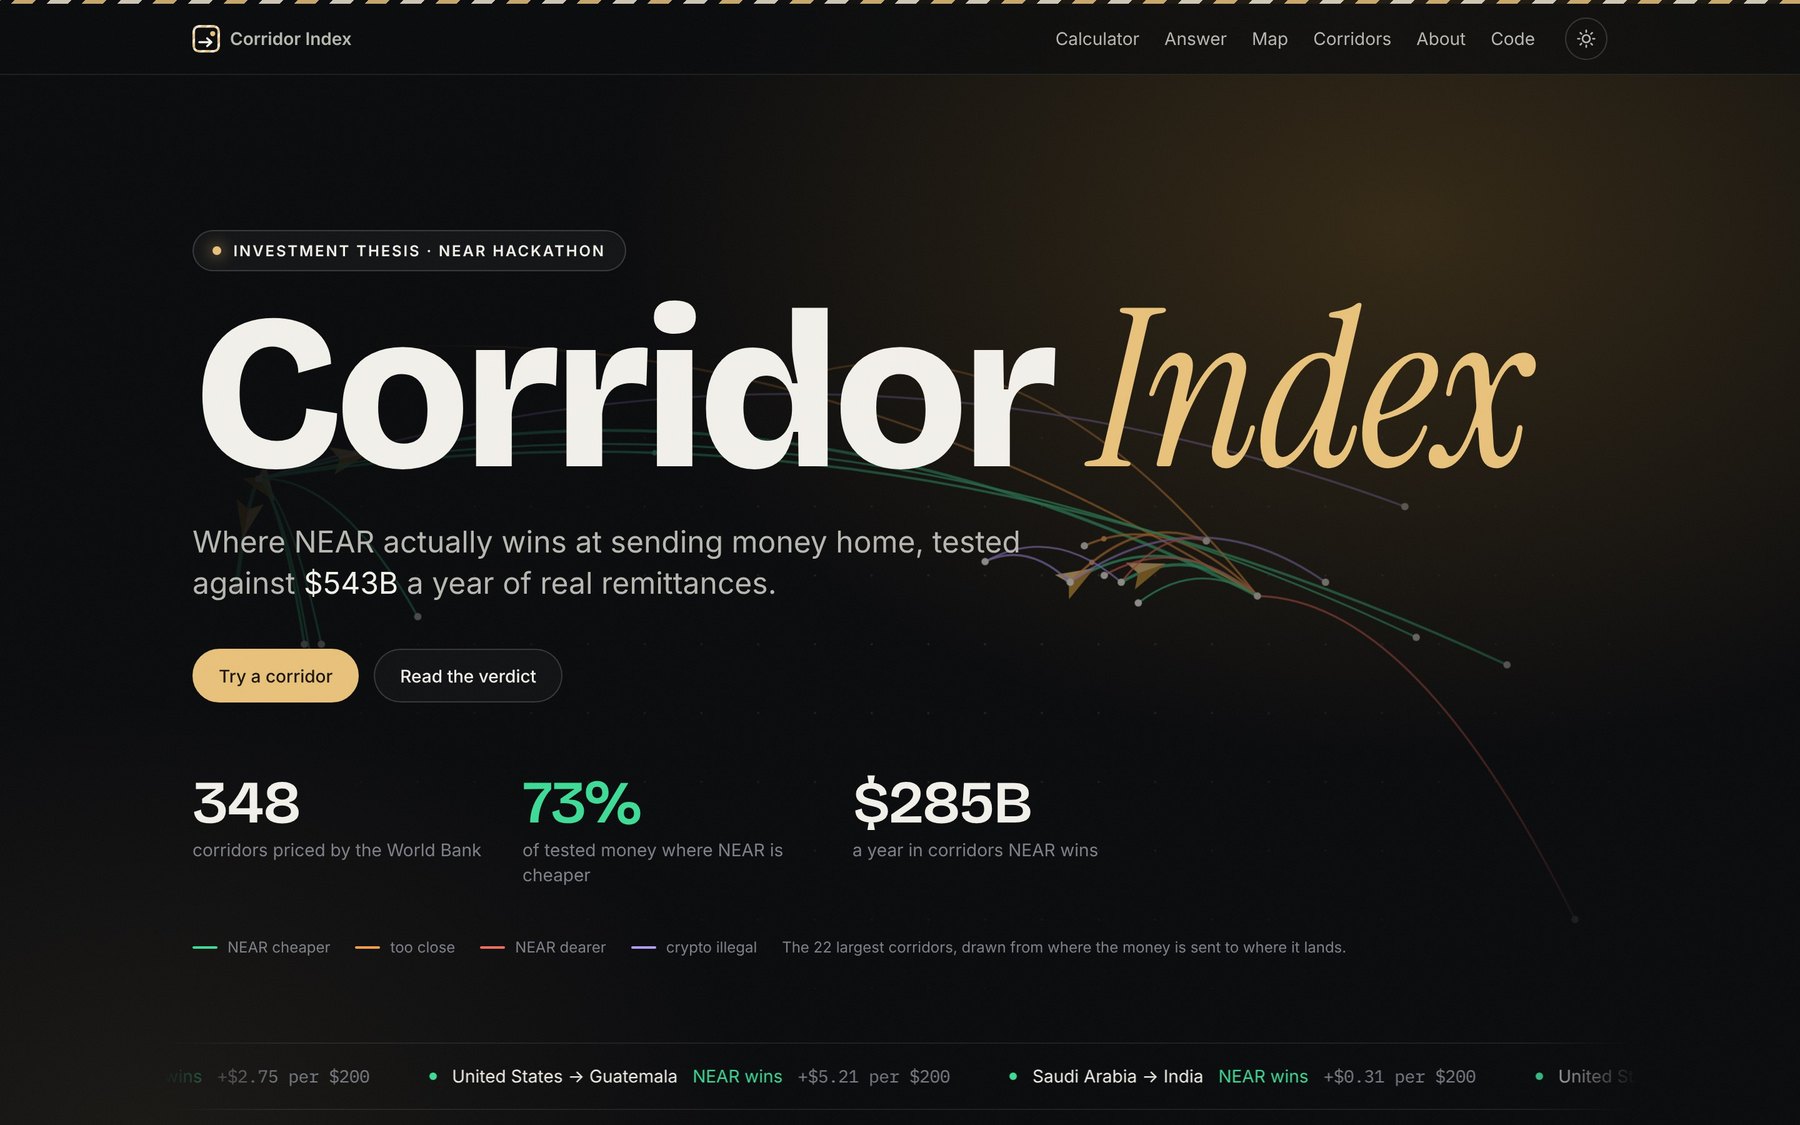 Corridor Index
Calculator Answer Map Corridors About Code
INVESTMENT THESIS · NEAR HACKATHON
Corridor Index
Where NEAR actually wins at sending money home, tested
against $543B a year of real remittances.
Try a corridor
Read the verdict
348
corridors priced by the World Bank
73%
of tested money where NEAR is
cheaper
$285B
a year in corridors NEAR wins
NEAR cheaper too close NEAR dearer crypto illegal The 22 largest corridors, drawn from where the money is sent to where it lands.
wins +$2.75 per $200 United States → Guatemala NEAR wins +$5.21 per $200 Saudi Arabia → India NEAR wins +$0.31 per $200 United